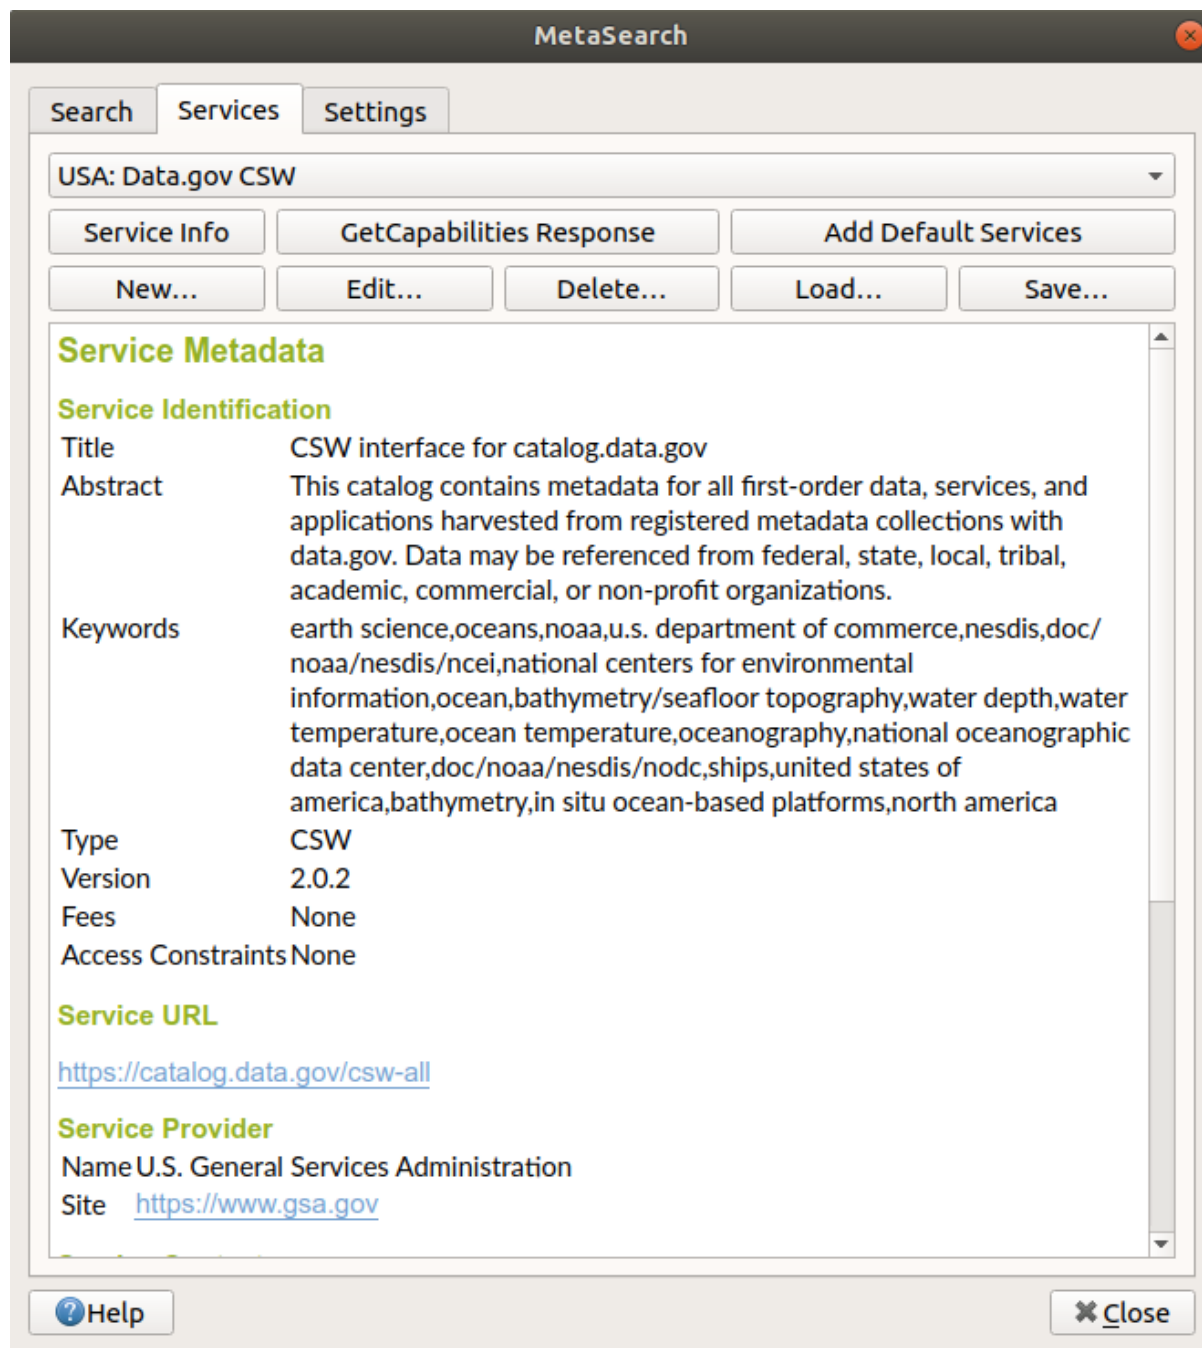 MetaSearch
Search Services Settings
USA: Data.gov CSW
Service Info GetCapabilities Response Add Default Services
New... Edit... Delete... Load... Save...
Service Metadata
Service Identification
Title CSW interface for catalog.data.gov
Abstract This catalog contains metadata for all first-order data, services, and
applications harvested from registered metadata collections with
data.gov. Data may be referenced from federal, state, local, tribal,
academic, commercial, or non-profit organizations.
Keywords earth science,oceans,noaa,u.s. department of commerce,nesdis,doc/
noaa/nesdis/ncei,national centers for environmental
information,ocean,bathymetry/seafloor topography,water depth,water
temperature,ocean temperature,oceanography,national oceanographic
data center,doc/noaa/nesdis/nodc,ships,united states of
america,bathymetry,in situ ocean-based platforms,north america
Type CSW
Version 2.0.2
Fees None
Access Constraints None
Service URL
https://catalog.data.gov/csw-all
Service Provider
Name U.S. General Services Administration
Site https://www.gsa.gov
Help Close